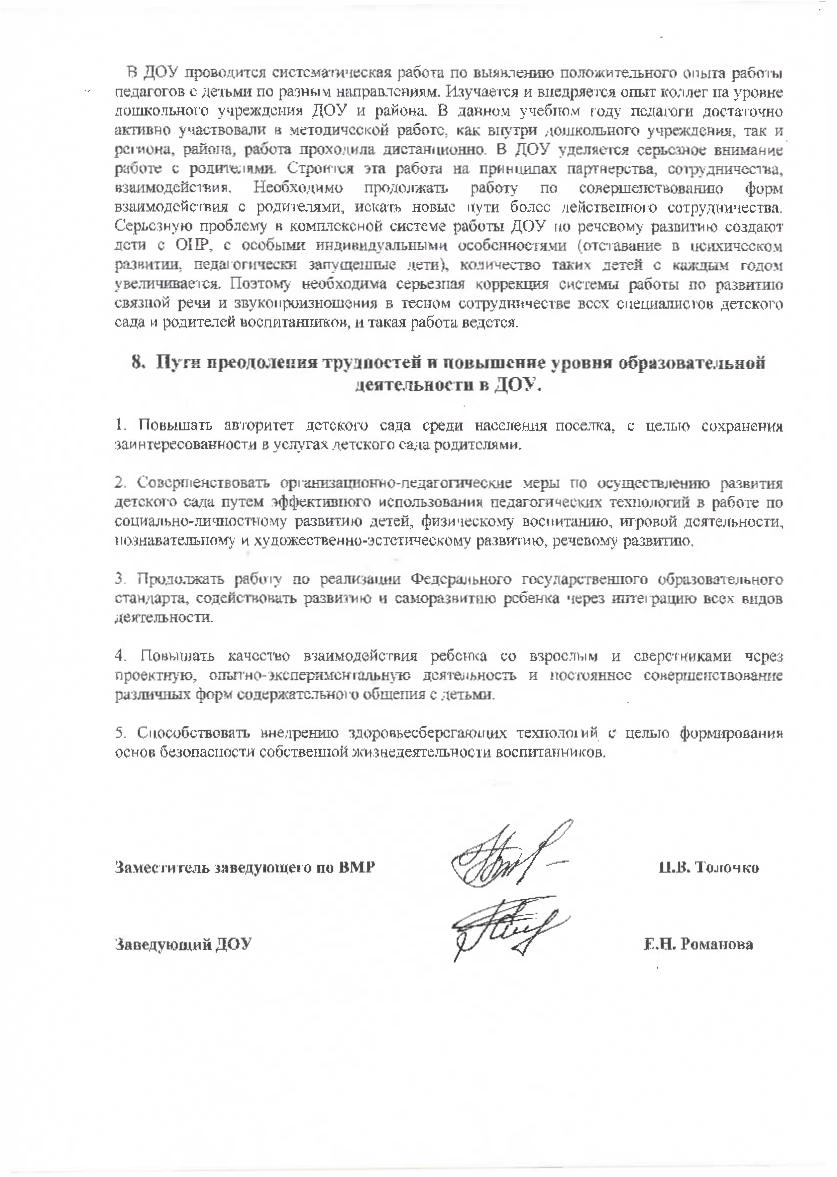 В ДОУ проводится систематическая работа по выявлению положительного опыта работы
педагогов с детьми по разным направлениям. Изучается и внедряется опыт коллег на уровне
дошкольного учреждения ДОУ и района. В данном учебном году педагоги достаточно
активно участвовали в методической работе, как внутри дошкольного учреждения, так и
региона, района, работа проходила дистанционно. В ДОУ уделяется серьезное внимание
работе с родителями. Строится эта работа на принципах партнерства, сотрудничества,
взаимодействия. Необходимо продолжать работу по совершенствованию форм
взаимодействия с родителями, искать новые пути более действенного сотрудничества.
Серьезную проблему в комплексной системе работы ДОУ по речевому развитию создают
дети с ОНР, с особыми индивидуальными особенностями (отставание в психическом
развитии, педагогически запущенные дети), количество таких детей с каждым годом
увеличивается. Поэтому необходима серьезная коррекция системы работы по развитию
связной речи и звукопроизношения в тесном сотрудничестве всех специалистов детского
сада и родителей воспитанников, и такая работа ведется.
8. Пути преодоления трудностей и повышение уровня образовательной
деятельности в ДОУ.
1. Повышать авторитет детского сада среди населения поселка, с целью сохранения
заинтересованности в услугах детского сада родителями.
2. Совершенствовать организационно-педагогические меры по осуществлению развития
детского сада путем эффективного использования педагогических технологий в работе по
социально-личностному развитию детей, физическому воспитанию, игровой деятельности,
познавательному и художественно-эстетическому развитию, речевому развитию.
3. Продолжать работу по реализации Федерального государственного образовательного
стандарта, содействовать развитию и саморазвитию ребенка через интеграцию всех видов
деятельности.
4. Повышать качество взаимодействия ребенка со взрослым и сверстниками через
проектную, опытно-экспериментальную деятельность и постоянное совершенствование
различных форм содержательного общения с детьми.
5. Способствовать внедрению здоровьесберегающих технологий с целью формирования
основ безопасности собственной жизнедеятельности воспитанников.
Заместитель заведующего по ВМР Толочко
Заведующий ДОУ Е.Н. Романова